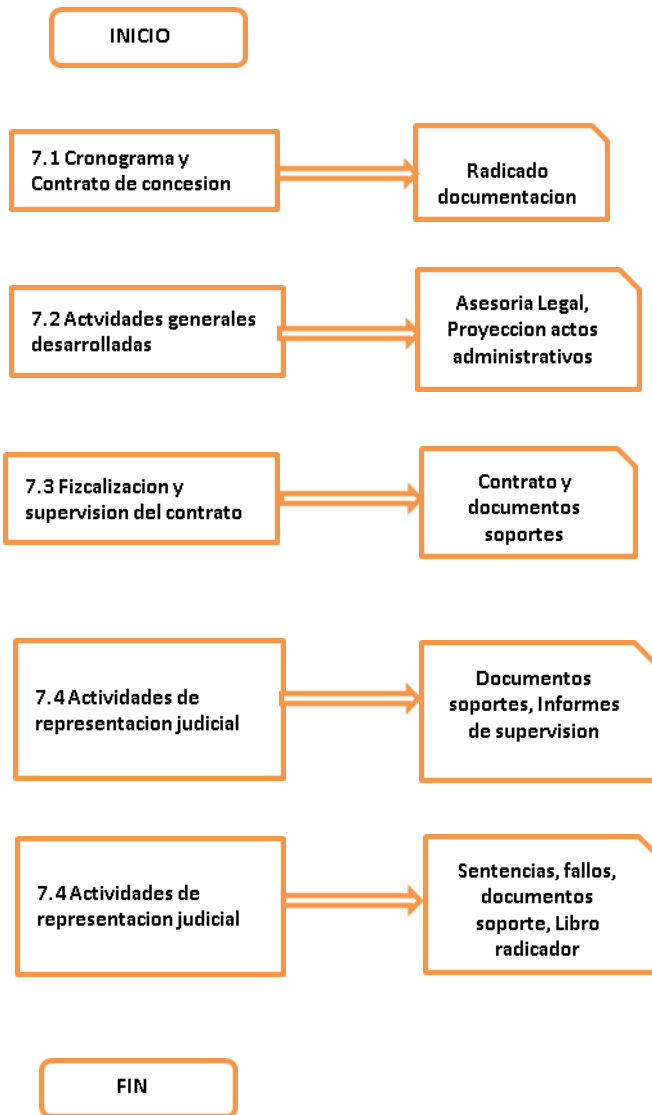 INICIO
7.1 Cronograma y
Contrato de concesion
Radicado
documentacion
7.2 Actvidades generales
desarrolladas
Asesoria Legal,
Proyeccion actos
administrativos
7.3 Fizcalizacion y
supervision del contrato
Contrato y
documentos
soportes
7.4 Actividades de
representacion judicial
Documentos
soportes, Informes
de supervision
7.4 Actividades de
representacion judicial
Sentencias, fallos,
documentos
soporte, Libro
radicador
FIN